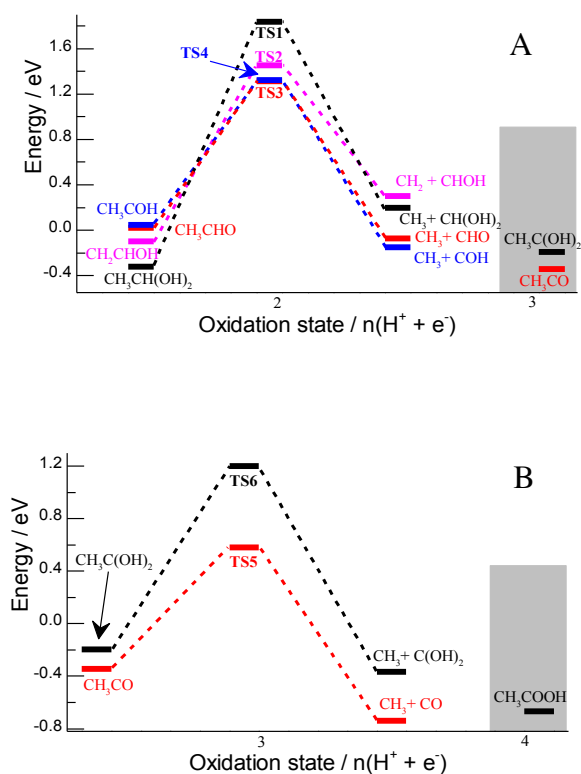 A
TS1
TS4
TS2
TS3
1.6
1.2
0.8
0.4
0.0
-0.4
Energy / eV
CH₃COH
CH₃CHO
CH₂CHOH
CH₃CH(OH)₂
CH₂ + CHOH
CH₃+ CH(OH)₂
CH₃+ CHO
CH₃+ COH
CH₃C(OH)₂
CH₃CO
2
3
Oxidation state / n(H⁺ + e⁻)
B
1.2
0.8
0.4
0.0
-0.4
-0.8
Energy / eV
TS6
TS5
CH₃C(OH)₂
CH₃CO
CH₃+ C(OH)₂
CH₃+ CO
CH₃COOH
3
4
Oxidation state / n(H⁺ + e⁻)